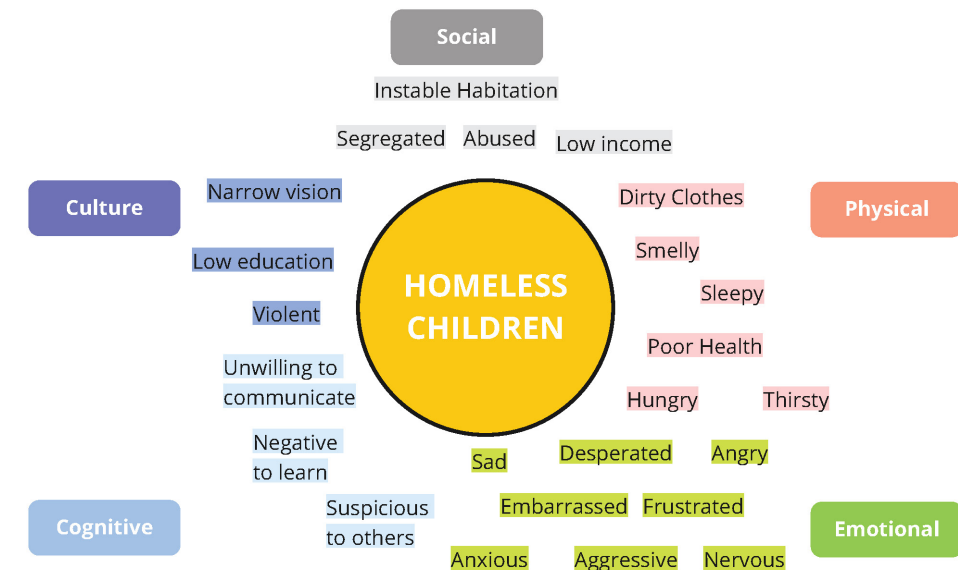 Social
Instable Habitation
Segregated Abused Low income
Culture
Narrow vision
Low education
Violent
Physical
Dirty Clothes
Smelly
Sleepy
Poor Health
Hungry Thirsty
HOMELESS
CHILDREN
Cognitive
Unwilling to
communicate
Negative
to learn
Suspicious
to others
Emotional
Sad Desperated Angry
Embarrassed Frustrated
Anxious Aggressive Nervous